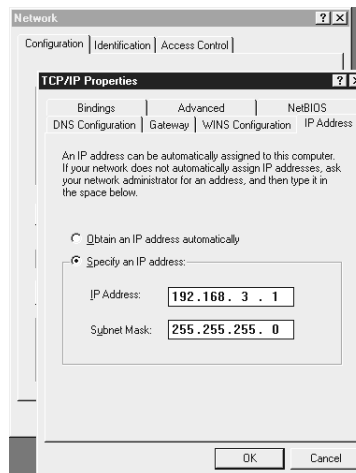 Network
Configuration Identification Access Control
TCP/IP Properties
Bindings Advanced NetBIOS
DNS Configuration Gateway WINS Configuration IP Address
An IP address can be automatically assigned to this computer.
If your network does not automatically assign IP addresses, ask
your network administrator for an address, and then type it in
the space below.
Obtain an IP address automatically
Specify an IP address:
IP Address: 192.168. 3 . 1
Subnet Mask: 255.255.255. 0
OK Cancel